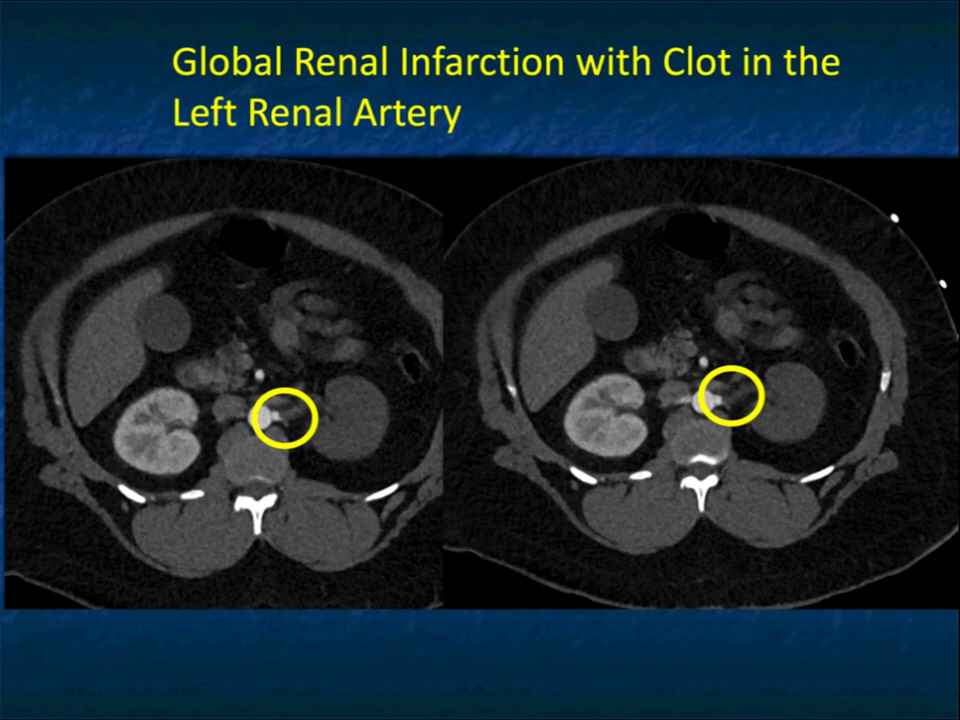 Global Renal Infarction with Clot in the
Left Renal Artery